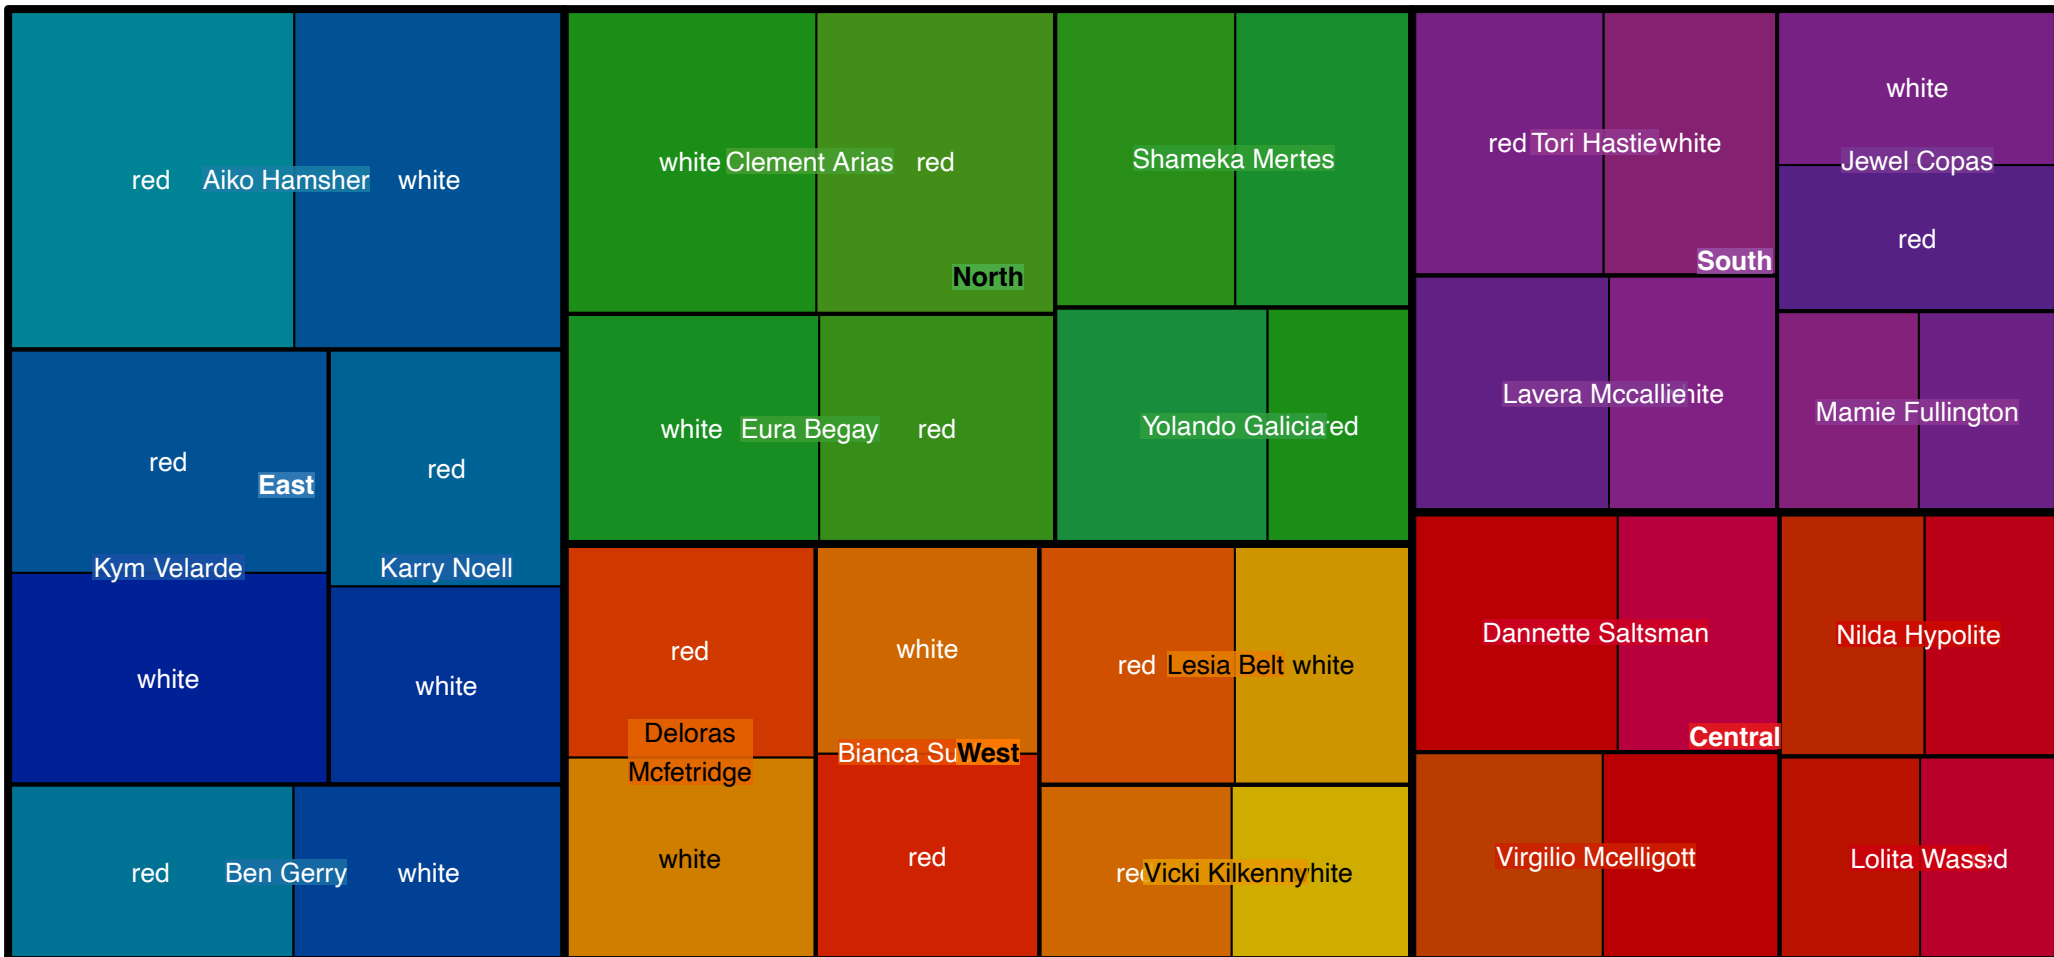 red Aiko Hamsher white
red
East
Kym Velarde
white
red
Karry Noell
white
red Ben Gerry white
white Clement Arias red
North
Shameka Mertes
white Eura Begay red
Yolando Galicia
red
Deloras
Mcfetridge
white
white
Bianca
West
red
red Lesia Belt white
Vicki Kilkenny
red Tori Hastie white
South
white
Jewel Copas
red
Lavera Mccallie
Mamie Fullington
Dannette Saltsman
Nilda Hypolite
Central
Virgilio Mcelligott
Lolita Wass